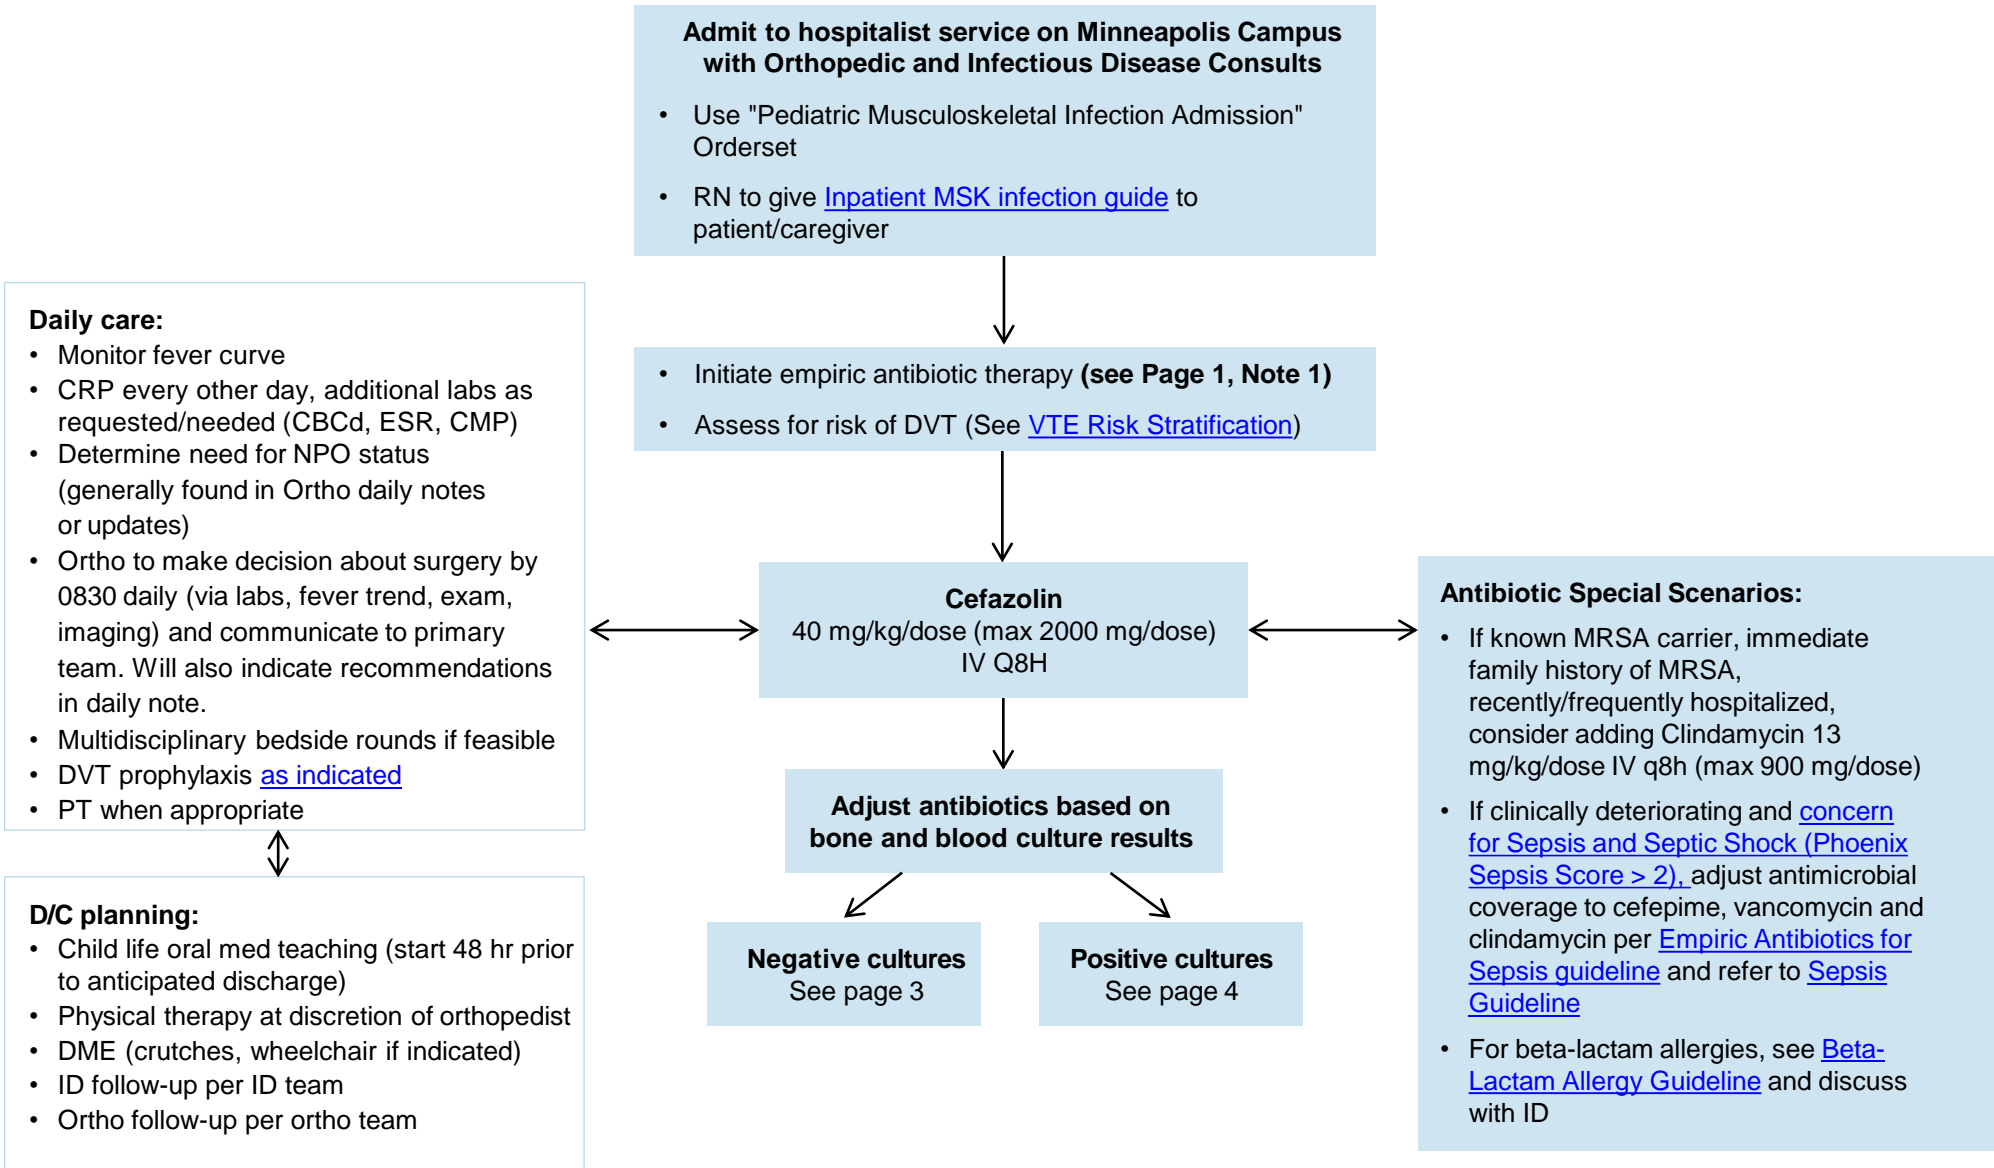 Admit to hospitalist service on Minneapolis Campus
with Orthopedic and Infectious Disease Consults
• Use "Pediatric Musculoskeletal Infection Admission"
Orderset
• RN to give Inpatient MSK infection guide to
patient/caregiver
• Initiate empiric antibiotic therapy (see Page 1, Note 1)
• Assess for risk of DVT (See VTE Risk Stratification)
Daily care:
• Monitor fever curve
• CRP every other day, additional labs as
requested/needed (CBCd, ESR, CMP)
• Determine need for NPO status
(generally found in Ortho daily notes
or updates)
• Ortho to make decision about surgery by
0830 daily (via labs, fever trend, exam,
imaging) and communicate to primary
team. Will also indicate recommendations
in daily note.
• Multidisciplinary bedside rounds if feasible
• DVT prophylaxis as indicated
• PT when appropriate
D/C planning:
• Child life oral med teaching (start 48 hr prior
to anticipated discharge)
• Physical therapy at discretion of orthopedist
• DME (crutches, wheelchair if indicated)
• ID follow-up per ID team
• Ortho follow-up per ortho team
Cefazolin
40 mg/kg/dose (max 2000 mg/dose)
IV Q8H
Adjust antibiotics based on
bone and blood culture results
Negative cultures
See page 3
Positive cultures
See page 4
Antibiotic Special Scenarios:
• If known MRSA carrier, immediate
family history of MRSA,
recently/frequently hospitalized,
consider adding Clindamycin 13
mg/kg/dose IV q8h (max 900 mg/dose)
• If clinically deteriorating and concern
for Sepsis and Septic Shock (Phoenix
Sepsis Score > 2), adjust antimicrobial
coverage to cefepime, vancomycin and
clindamycin per Empiric Antibiotics for
Sepsis guideline and refer to Sepsis
Guideline
• For beta-lactam allergies, see Beta-
Lactam Allergy Guideline and discuss
with ID